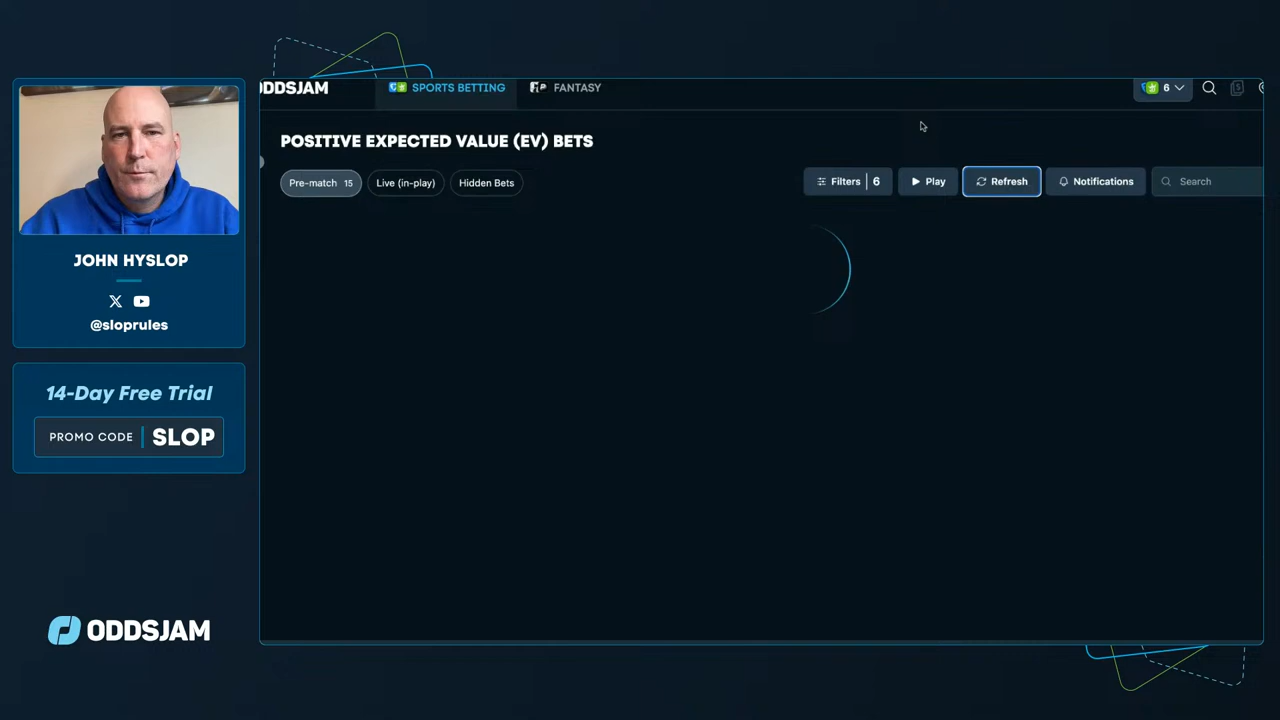 JOHN HYSLOP
@sloprules
14-Day Free Trial
PROMO CODE SLOP
ODDSJAM
ODDSJAM
SPORTS BETTING
FANTASY
6
POSITIVE EXPECTED VALUE (EV) BETS
Pre-match 15
Live (in-play)
Hidden Bets
Filters 6
Play
Refresh
Notifications
Search